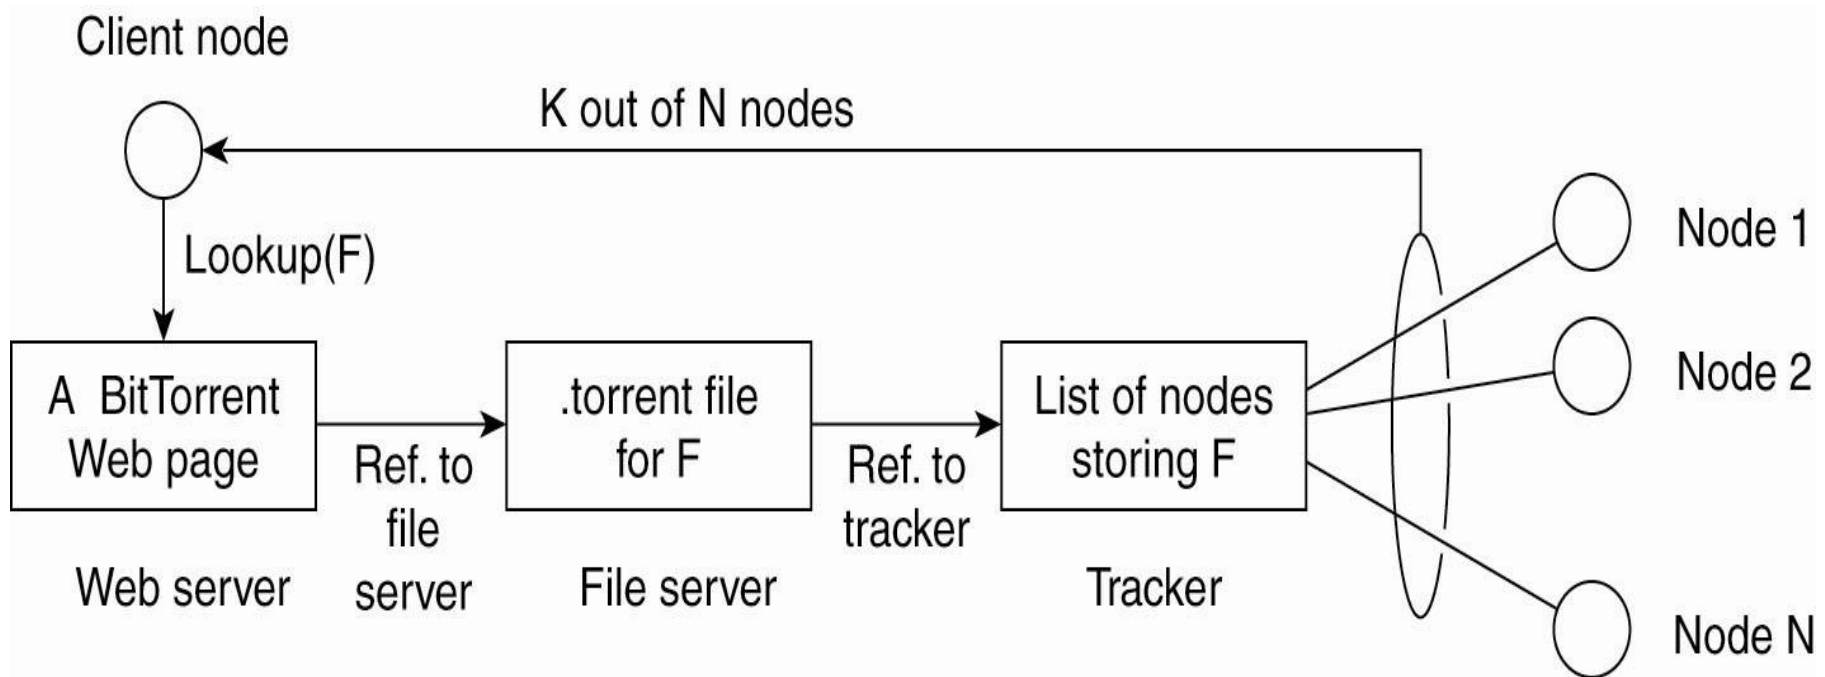 Client node
K out of N nodes
Lookup(F)
Node 1
Node 2
A BitTorrent
Web page
Ref. to
file
server
.torrent file
for F
Ref. to
tracker
List of nodes
storing F
Web server
File server
Tracker
Node N